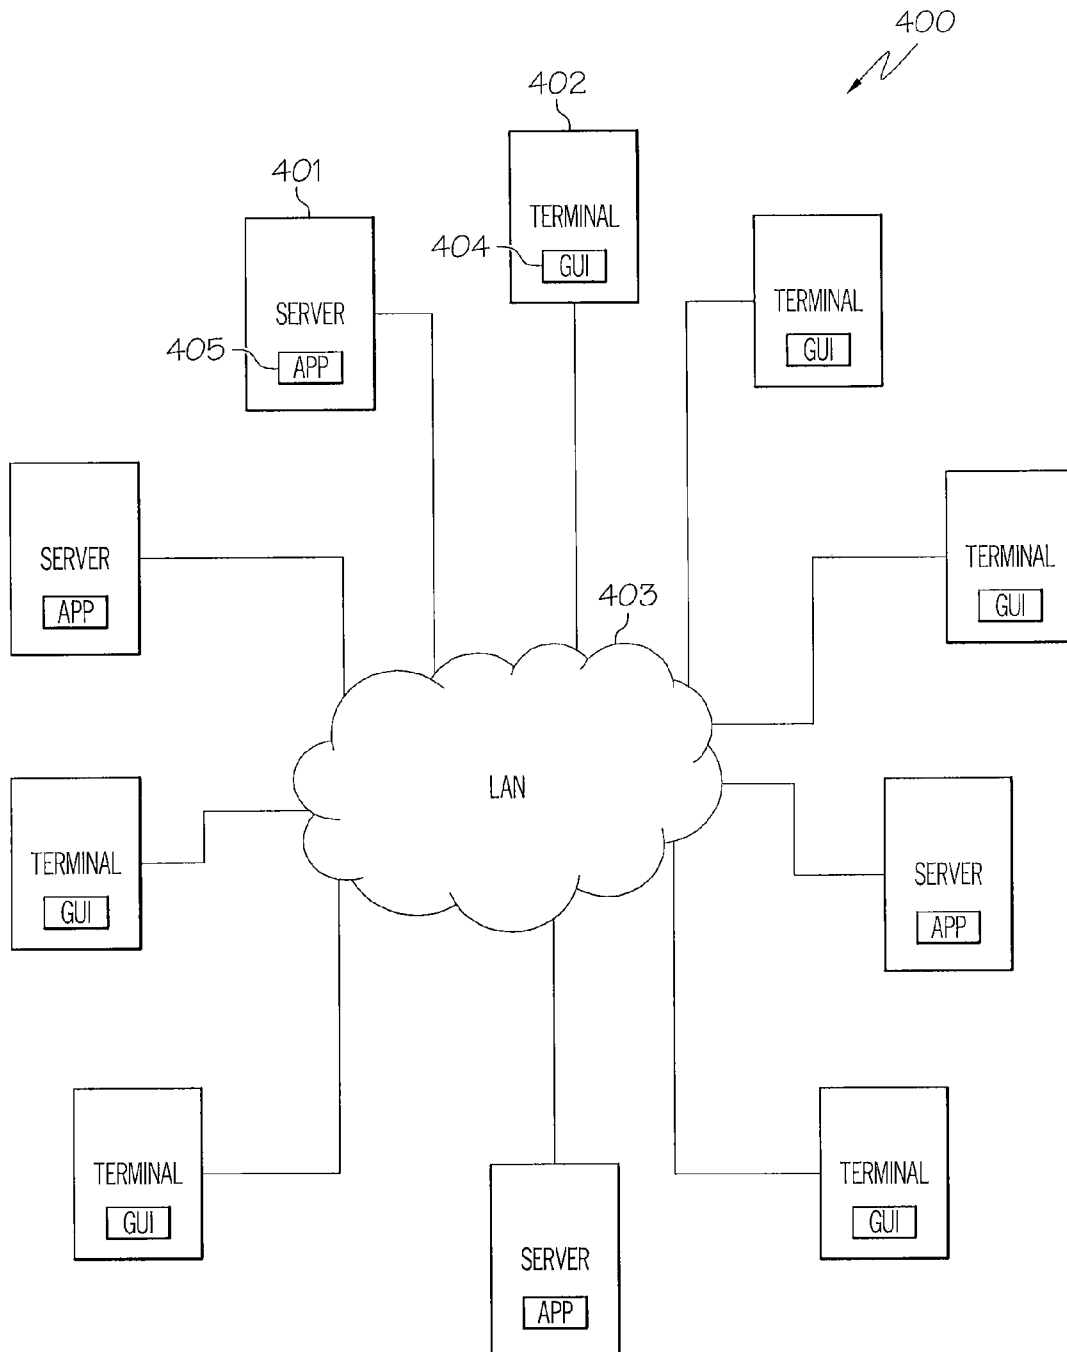 400
402
401
TERMINAL
404
GUI
SERVER
405
APP
TERMINAL
GUI
SERVER
APP
TERMINAL
GUI
403
LAN
TERMINAL
GUI
SERVER
APP
TERMINAL
GUI
SERVER
APP
TERMINAL
GUI